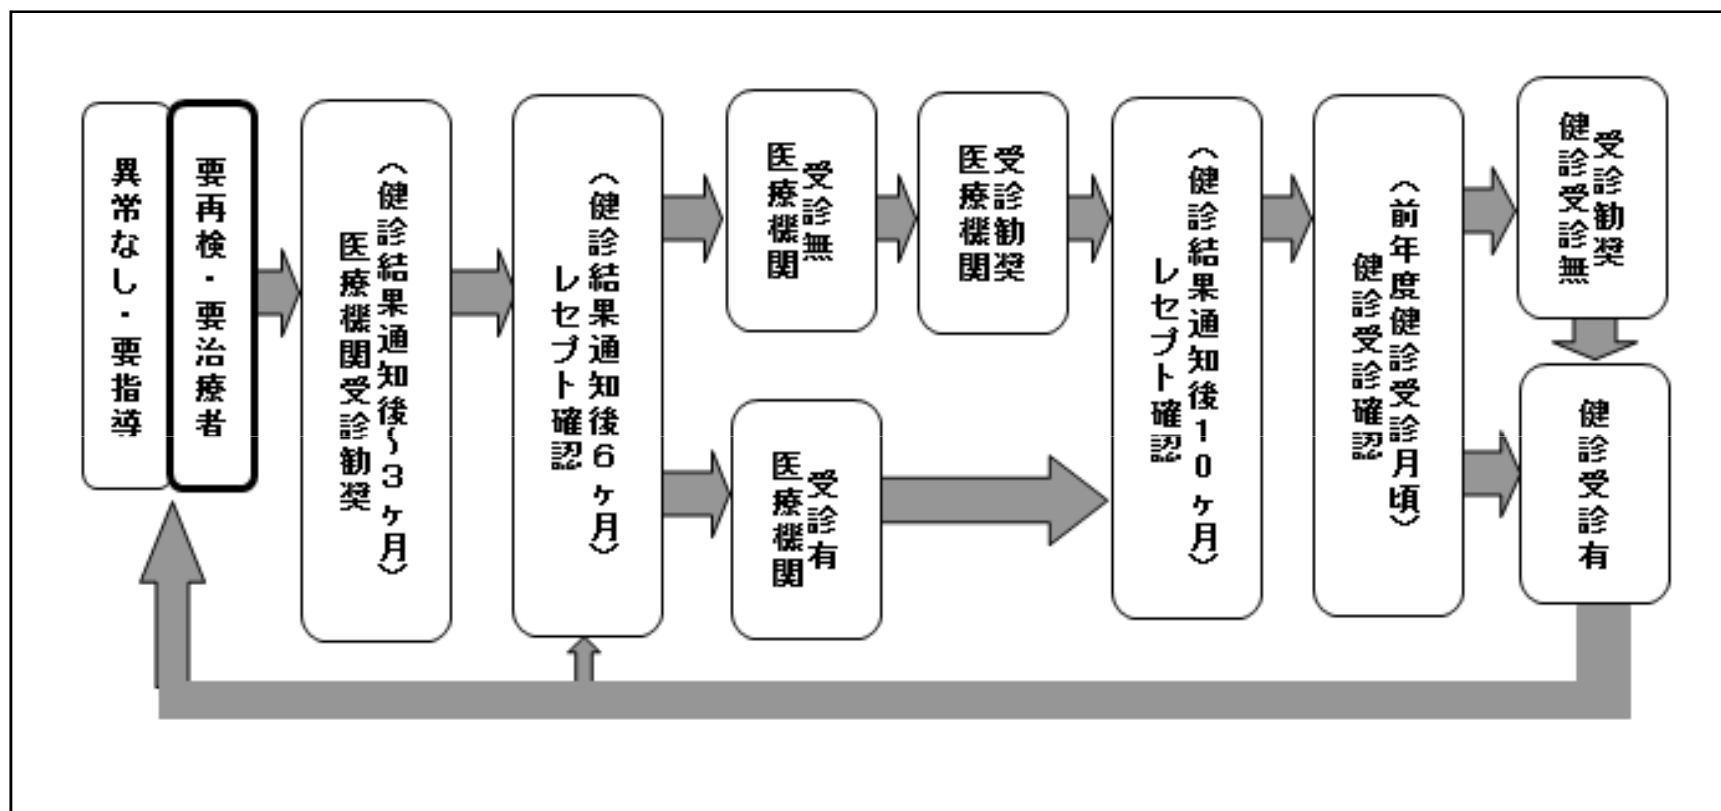 異常なし・要指導
要再検・要治療者
医療機関受診勧奨
（健診結果通知後～３ヶ月）
レセプト確認
（健診結果通知後６ヶ月）
医療機関
受診無
医療機関
受診勧奨
医療機関
受診有
レセプト確認
（健診結果通知後１０ヶ月）
健診受診確認
（前年度健診受診月頃）
健診受診無
受診勧奨
健診受診有